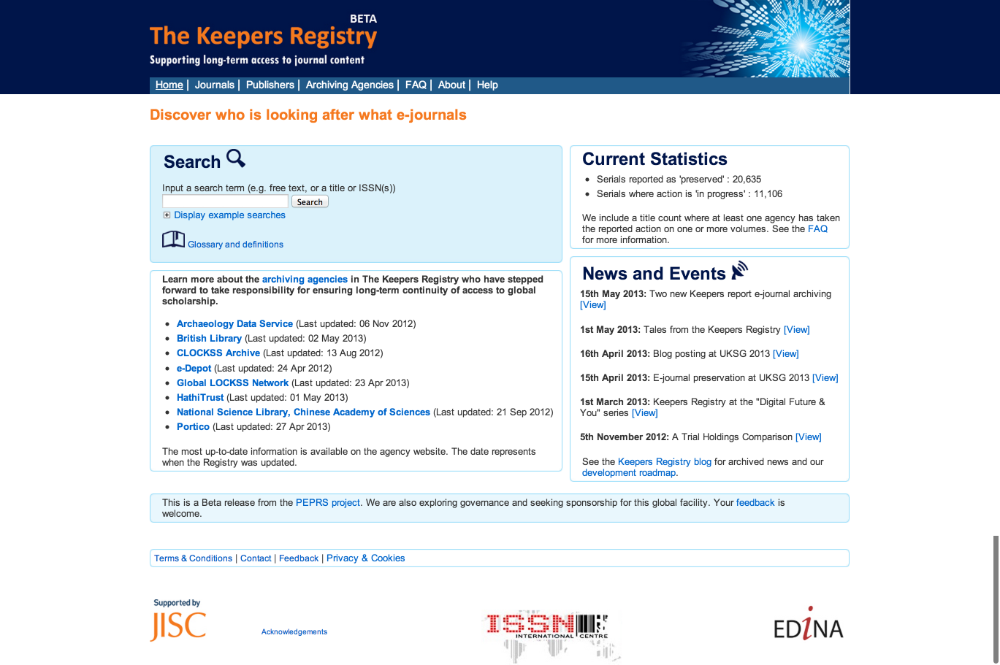 BETA
The Keepers Registry
Supporting long-term access to journal content
Home | Journals | Publishers | Archiving Agencies | FAQ | About | Help
Discover who is looking after what e-journals
Search
Input a search term (e.g. free text, or a title or ISSN(s))
Search
Display example searches
Glossary and definitions
Learn more about the archiving agencies in The Keepers Registry who have stepped
forward to take responsibility for ensuring long-term continuity of access to global
scholarship.
• Archaeology Data Service (Last updated: 06 Nov 2012)
• British Library (Last updated: 02 May 2013)
• CLOCKSS Archive (Last updated: 13 Aug 2012)
• e-Depot (Last updated: 24 Apr 2012)
• Global LOCKSS Network (Last updated: 23 Apr 2013)
• HathiTrust (Last updated: 01 May 2013)
• National Science Library, Chinese Academy of Sciences (Last updated: 21 Sep 2012)
• Portico (Last updated: 27 Apr 2013)
The most up-to-date information is available on the agency website. The date represents
when the Registry was updated.
Current Statistics
• Serials reported as 'preserved' : 20,635
• Serials where action is 'in progress' : 11,106
We include a title count where at least one agency has taken
the reported action on one or more volumes. See the FAQ
for more information.
News and Events
15th May 2013: Two new Keepers report e-journal archiving
[View]
1st May 2013: Tales from the Keepers Registry [View]
16th April 2013: Blog posting at UKSG 2013 [View]
15th April 2013: E-journal preservation at UKSG 2013 [View]
1st March 2013: Keepers Registry at the "Digital Future &
You" series [View]
5th November 2012: A Trial Holdings Comparison [View]
See the Keepers Registry blog for archived news and our
development roadmap.
This is a Beta release from the PEPRS project. We are also exploring governance and seeking sponsorship for this global facility. Your feedback is
welcome.
Terms & Conditions | Contact | Feedback | Privacy & Cookies
Supported by
JISC
Acknowledgements
ISSN
INTERNATIONAL CENTRE
EDINA